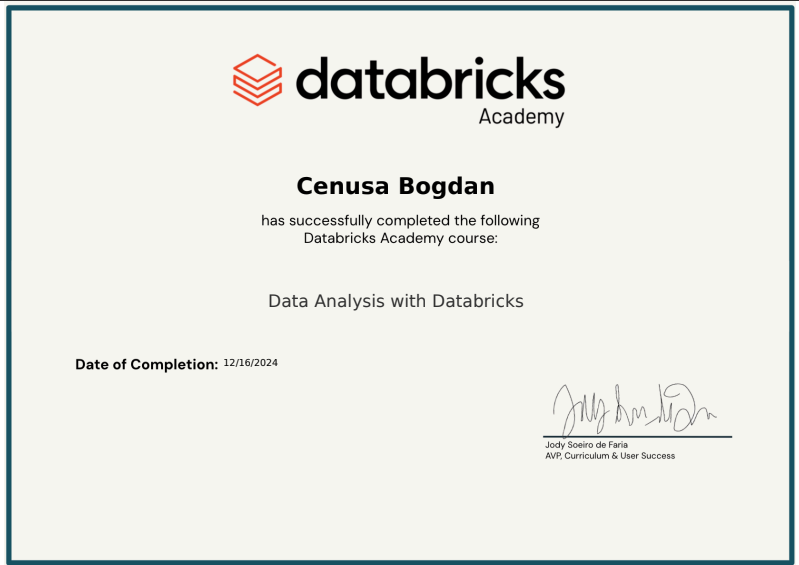 databricks
Academy
Cenusa Bogdan
has successfully completed the following
Databricks Academy course:
Data Analysis with Databricks
Date of Completion: 12/16/2024
Jody Soeiro de Faria
AVP, Curriculum & User Success